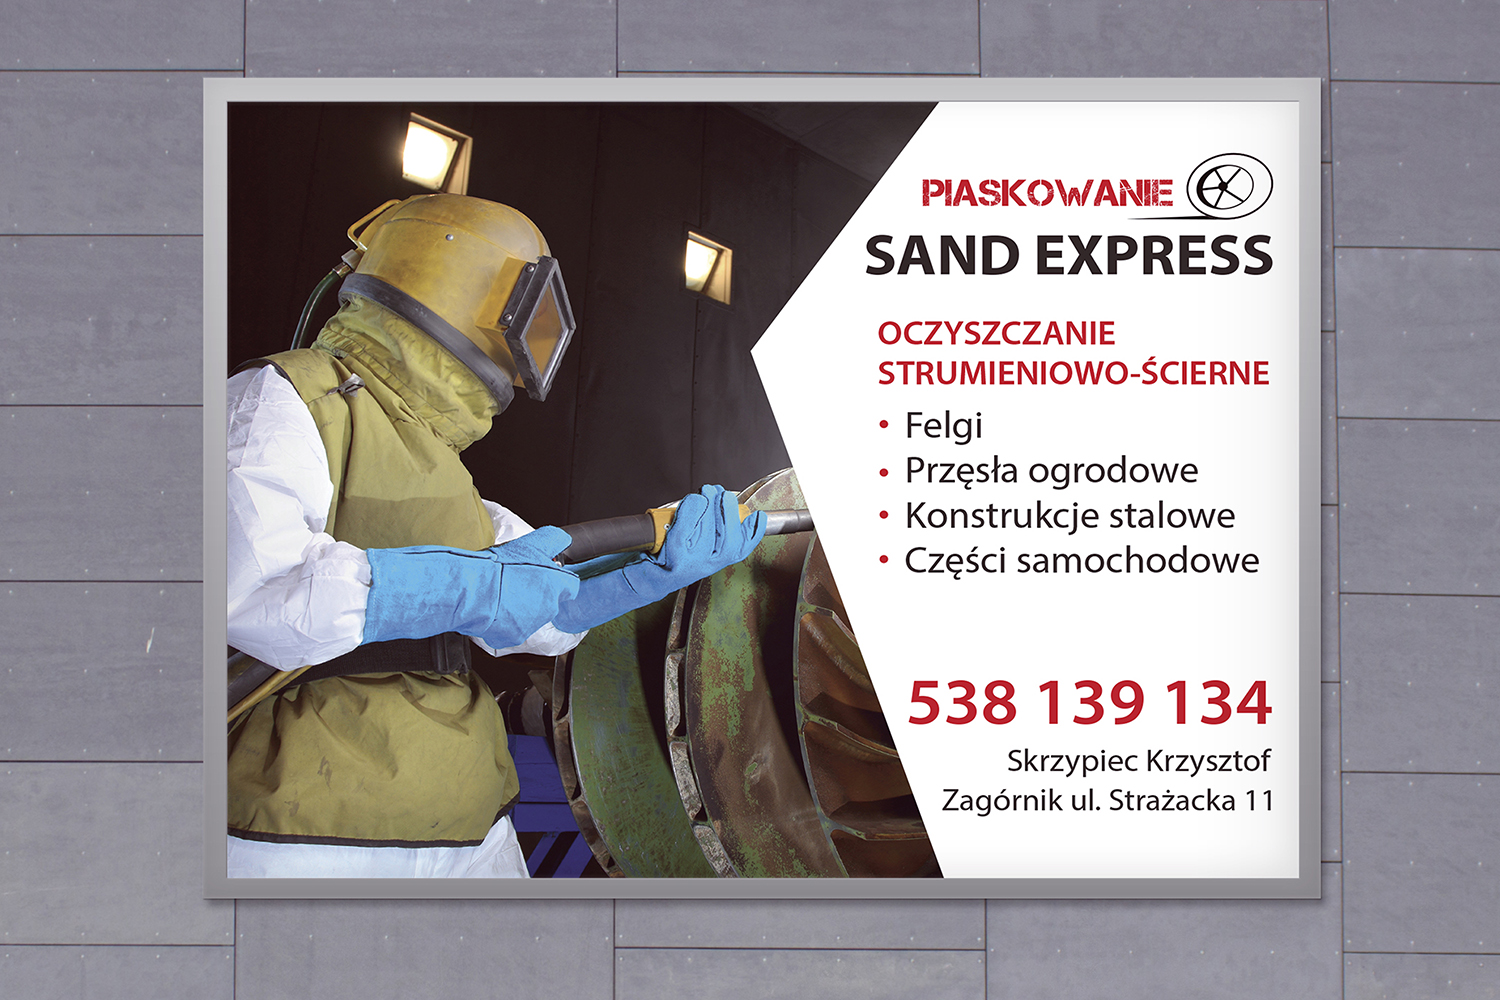 PIASKOWANIE
SAND EXPRESS
OCZYSZCZANIE
STRUMIENIOWO-ŚCIERNE
• Felgi
• Przęsła ogrodowe
• Konstrukcje stalowe
• Części samochodowe
538 139 134
Skrzypiec Krzysztof
Zagórnik ul. Strażacka 11